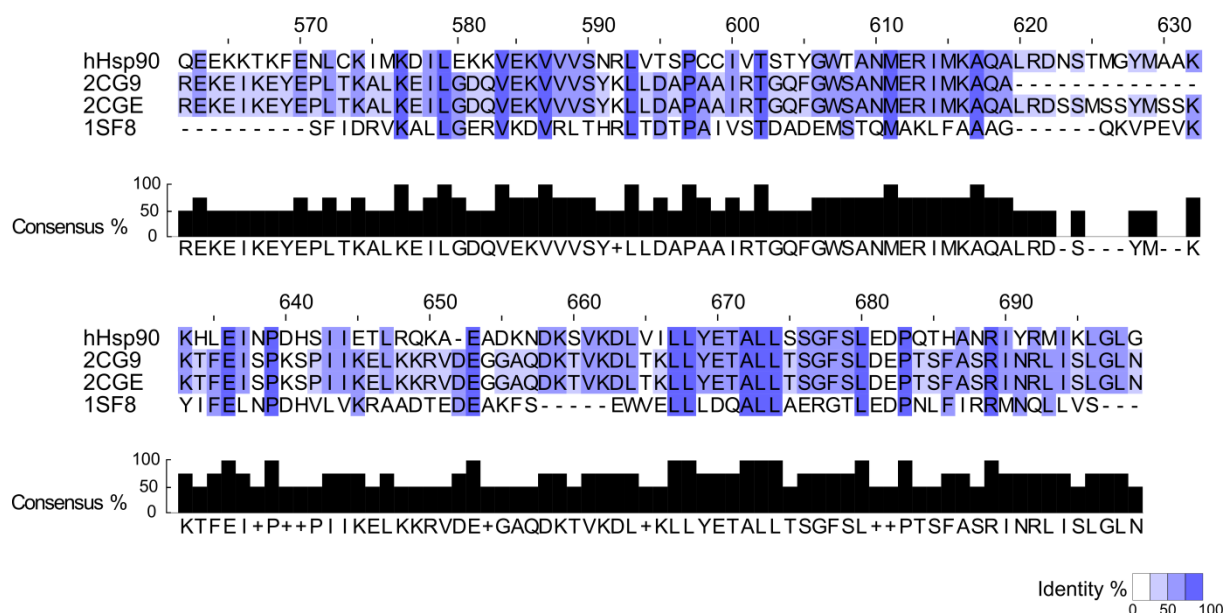 570 580 590 600 610 620 630
hHsp90 QEEKKTKFENLCKIMKDILEKKVEKVVVSNRLVTSPCCIVTSTYGWTANMERIMKAQALRDNSTMGYMAAK
2CG9 REKEIKEYEPLTKALKEILGDQVEKVVVSYKLLDAPAAIRTGQFGWSANMERIMKAQA-------------
2CGE REKEIKEYEPLTKALKEILGDQVEKVVVSYKLLDAPAAIRTGQFGWSANMERIMKAQALRDSSMSSYMSSK
1SF8 ---------SFIDRVKALLGERVKDVRLTHRLTDTPAIVSTDADEMSTQMAKLFAAAG------QKVPEVK
100
50
Consensus %
0
REKEIKEYEPLTKALKEILGDQVEKVVVSY+LLDAPAAIRTGQFGWSANMERIMKAQALRD-S---YM--K
640 650 660 670 680 690
hHsp90 KHLEINPDHSIIETLRQKA-EADKNDKSVKDLVILLYETALLSSGFSLEDPQTHANRIYRMIKLGLG
2CG9 KTFEISPKSPIIKELKKRVDEGGAQDKTVKDLTKLLYETALLTSGFSLDEPTSFASRINRLISLGLN
2CGE KTFEISPKSPIIKELKKRVDEGGAQDKTVKDLTKLLYETALLTSGFSLDEPTSFASRINRLISLGLN
1SF8 YIFELNPDHVLVKRAADTEDEAKFS-----EWVELLLDQALLAERGTLEDPNLFIRRMNQLLVS---
100
50
Consensus %
0
KTFEI+P++PIIKELKKRVDE+GAQDKTVKDL+KLLYETALLTSGFSL++PTSFASRINRLISLGLN
Identity %
0 50 100